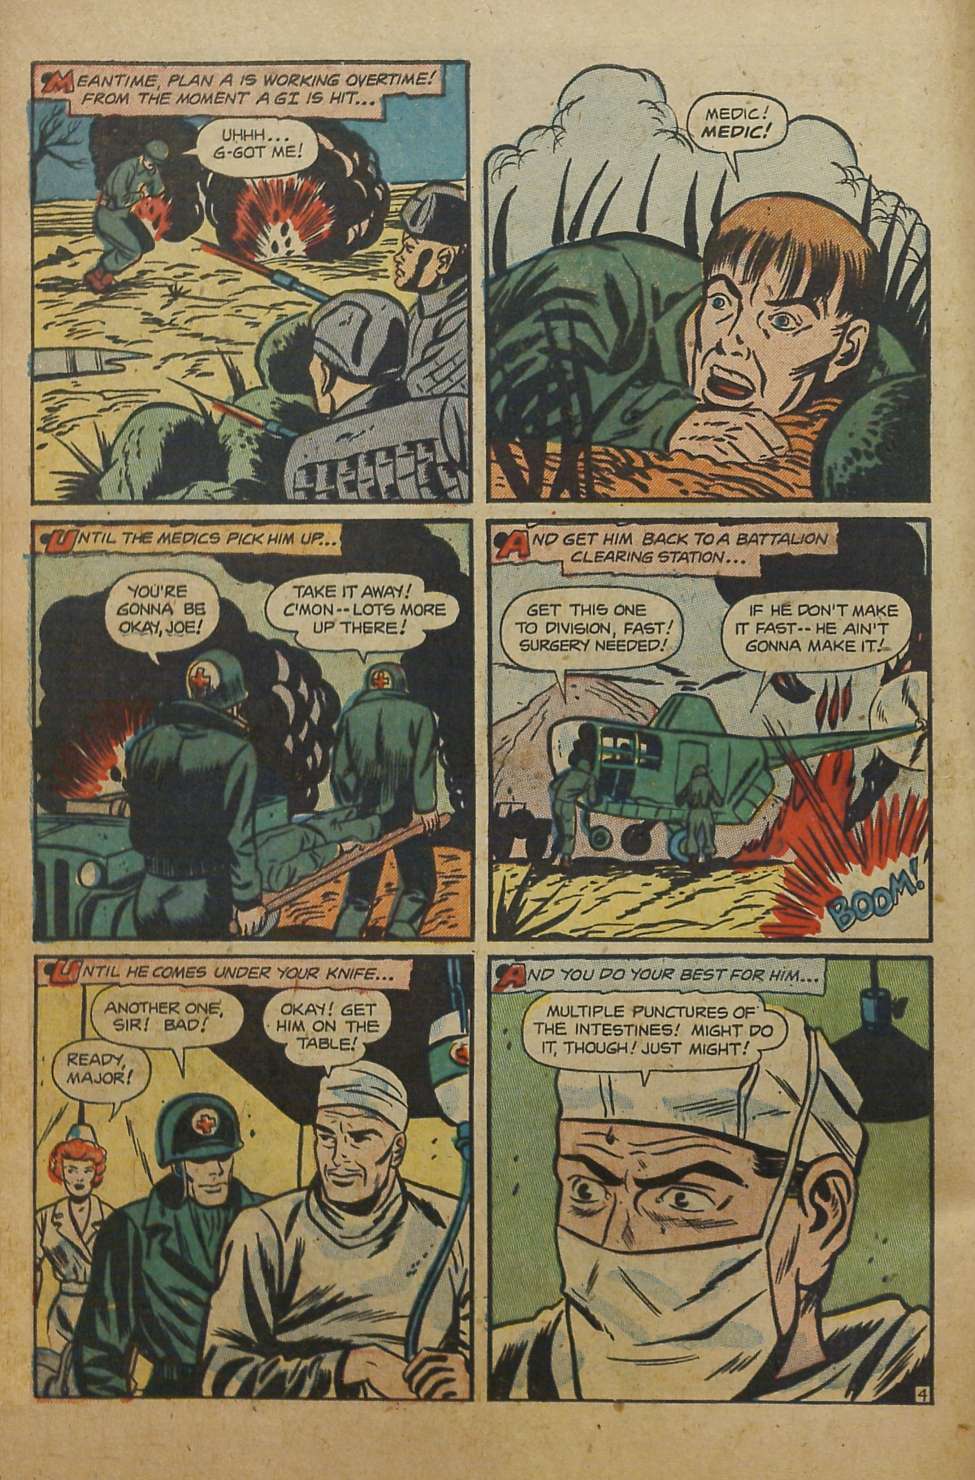 MEANTIME, PLAN A IS WORKING OVERTIME!
FROM THE MOMENT A GI IS HIT...
UHHH...
G-GOT ME!
MEDIC!
MEDIC!
UNTIL THE MEDICS PICK HIM UP...
YOU'RE
GONNA BE
OKAY, JOE!
TAKE IT AWAY!
C'MON--LOTS MORE
UP THERE!
AND GET HIM BACK TO A BATTALION
CLEARING STATION...
GET THIS ONE
TO DIVISION, FAST!
SURGERY NEEDED!
IF HE DON'T MAKE
IT FAST--HE AIN'T
GONNA MAKE IT!
BOOM!
UNTIL HE COMES UNDER YOUR KNIFE...
READY,
MAJOR!
ANOTHER ONE,
SIR! BAD!
OKAY! GET
HIM ON THE
TABLE!
AND YOU DO YOUR BEST FOR HIM...
MULTIPLE PUNCTURES OF
THE INTESTINES! MIGHT DO
IT, THOUGH! JUST MIGHT!
4